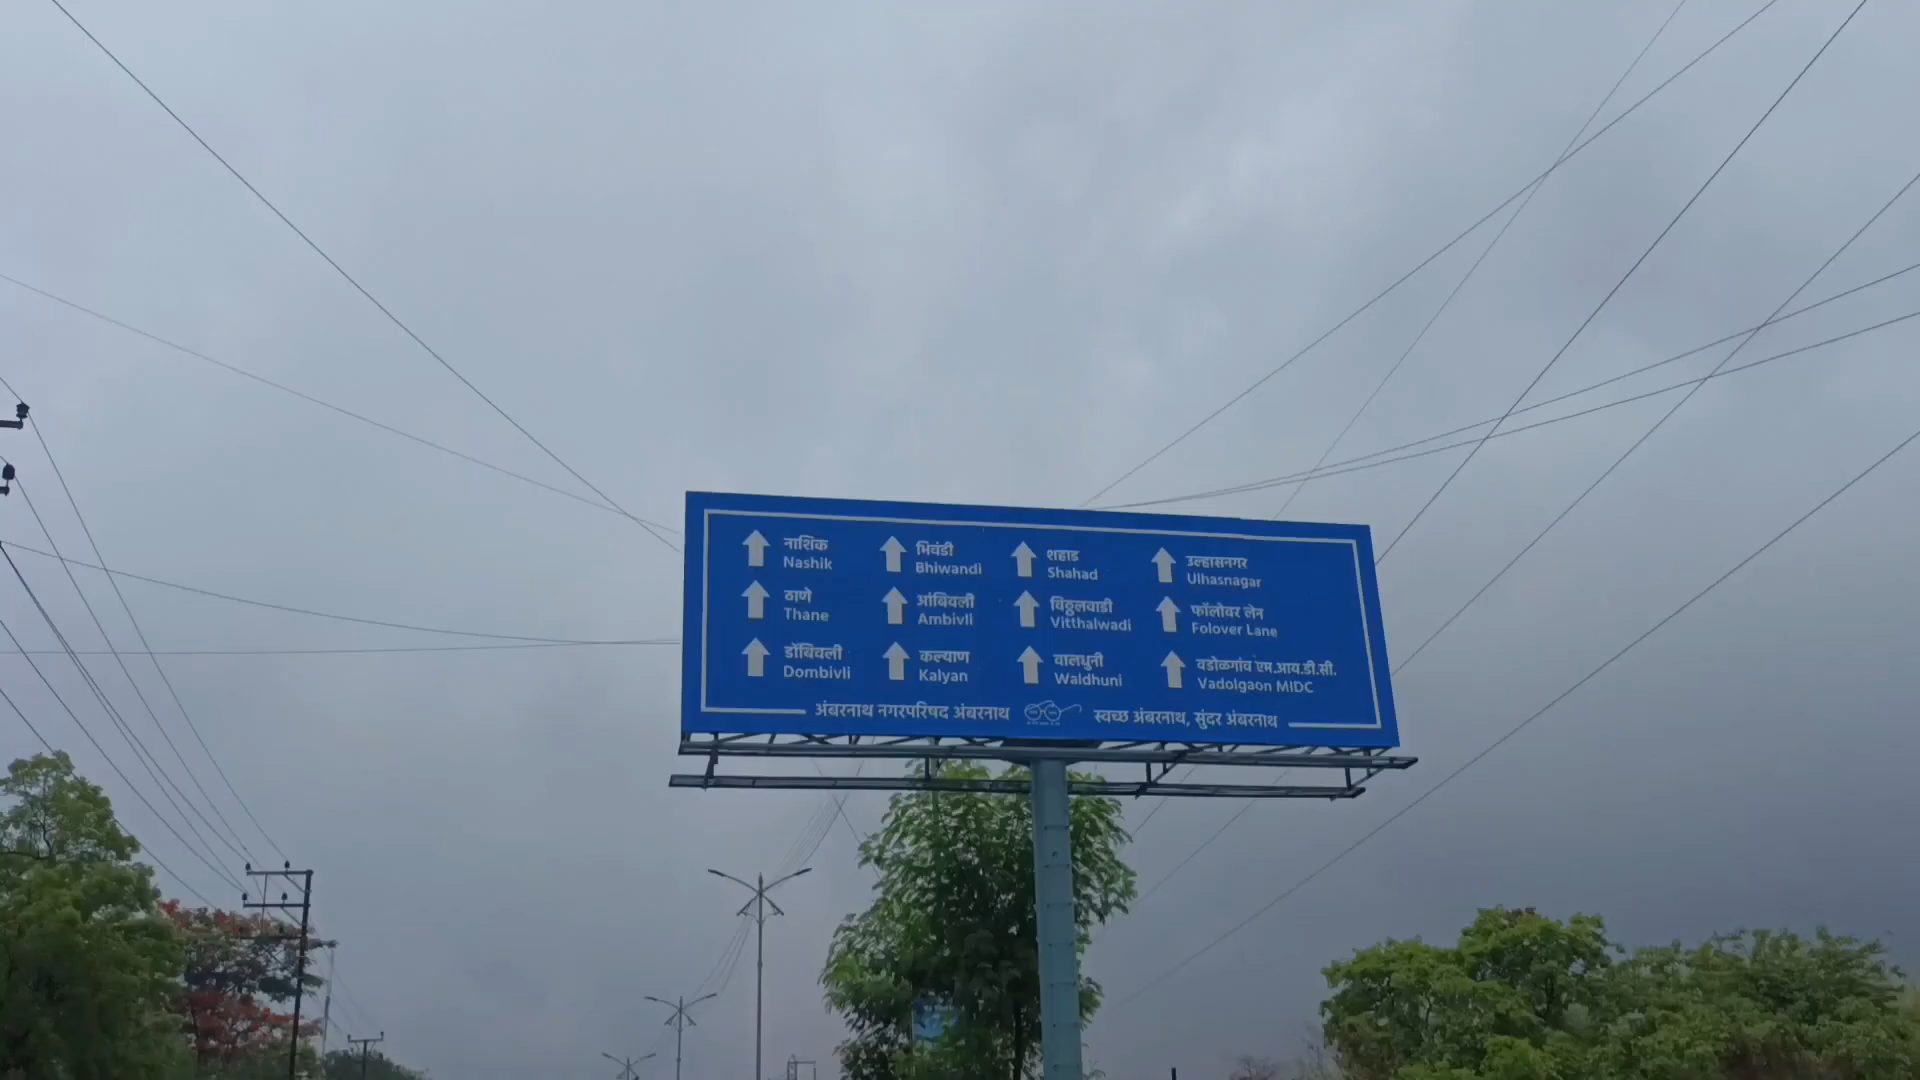 नाशिक
Nashik
भिवंडी
Bhiwandi
शहाड
Shahad
उल्हासनगर
Ulhasnagar
ठाणे
Thane
आंबिवली
Ambivli
विठ्ठलवाडी
Vitthalwadi
फॉलोवर लेन
Folover Lane
डोंबिवली
Dombivli
कल्याण
Kalyan
वालधुनी
Waldhuni
वडोळगांव एम.आय.डी.सी.
Vadolgaon MIDC
अंबरनाथ नगरपरिषद अंबरनाथ
स्वच्छ अंबरनाथ, सुंदर अंबरनाथ